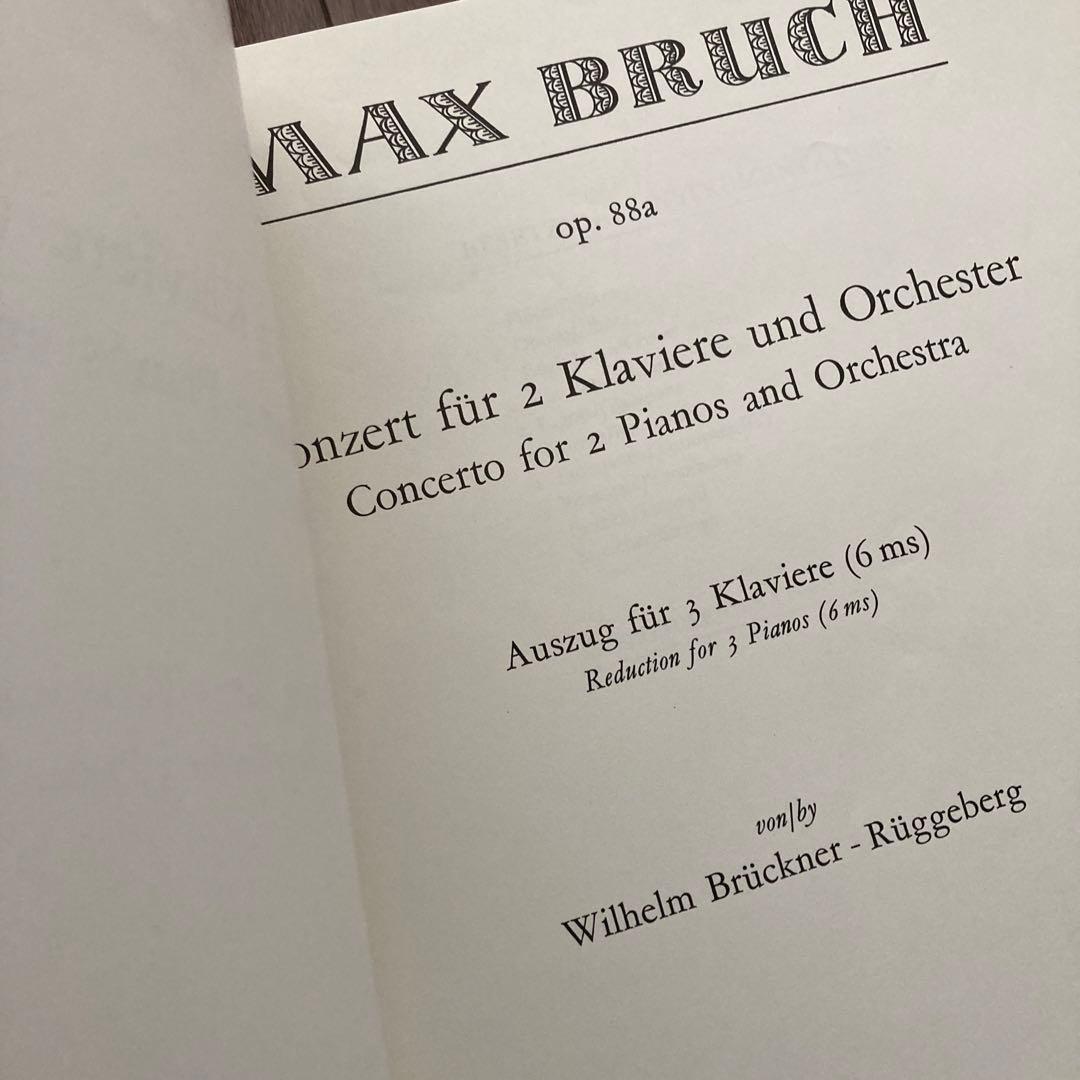 MAX BRUCH
op. 88a
onzert für 2 Klaviere und Orchester
Concerto for 2 Pianos and Orchestra
Auszug für 3 Klaviere (6 ms)
Reduction for 3 Pianos (6 ms)
von/by
Wilhelm Brückner - Rüggeberg